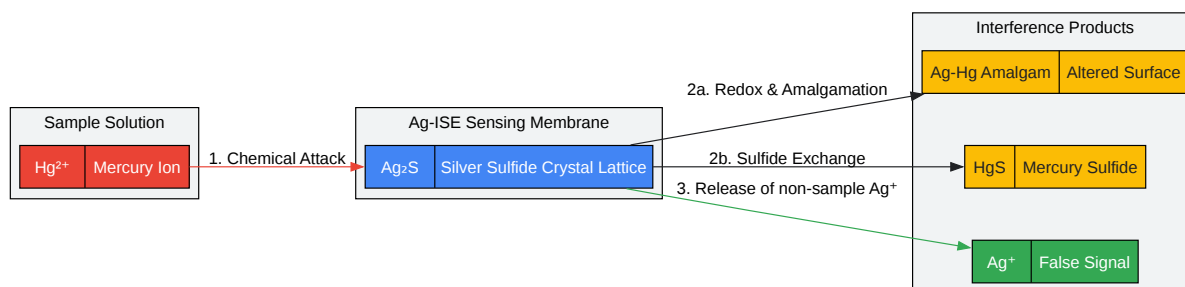 Sample Solution
Hg²⁺ Mercury Ion
1. Chemical Attack
Ag-ISE Sensing Membrane
Ag₂S Silver Sulfide Crystal Lattice
2a. Redox & Amalgamation
2b. Sulfide Exchange
3. Release of non-sample Ag⁺
Interference Products
Ag-Hg Amalgam Altered Surface
HgS Mercury Sulfide
Ag⁺ False Signal